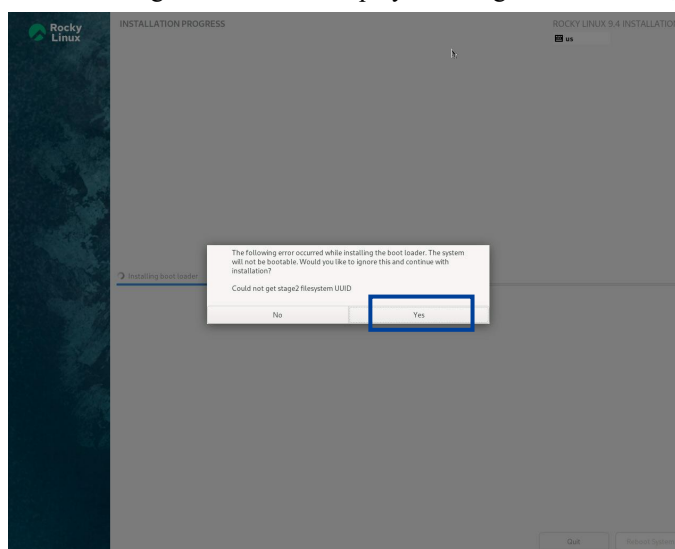 Rocky
Linux
INSTALLATION PROGRESS
ROCKY LINUX 9.4 INSTALLATION
us
The following error occurred while installing the boot loader. The system
will not be bootable. Would you like to ignore this and continue with
installation?
Could not get stage2 filesystem UUID
Installing boot loader
No
Yes
Quit
Reboot System